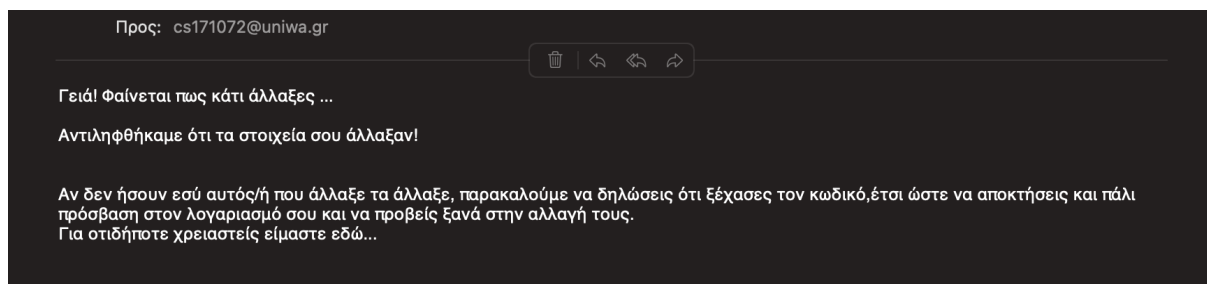 Προς: cs171072@uniwa.gr
Γειά! Φαίνεται πως κάτι άλλαξες ...
Αντιληφθήκαμε ότι τα στοιχεία σου άλλαξαν!
Αν δεν ήσουν εσύ αυτός/ή που άλλαξε τα άλλαξε, παρακαλούμε να δηλώσεις ότι ξέχασες τον κωδικό,έτσι ώστε να αποκτήσεις και πάλι
πρόσβαση στον λογαριασμό σου και να προβείς ξανά στην αλλαγή τους.
Για οτιδήποτε χρειαστείς είμαστε εδώ...